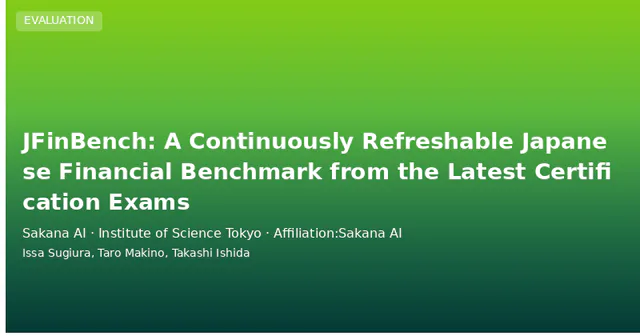 EVALUATION
JFinBench: A Continuously Refreshable Japane
se Financial Benchmark from the Latest Certifi
cation Exams
Sakana AI · Institute of Science Tokyo · Affiliation:Sakana AI
Issa Sugiura, Taro Makino, Takashi Ishida